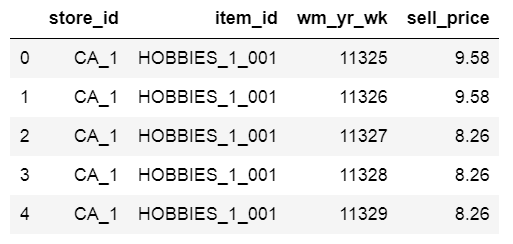 store_id item_id wm_yr_wk sell_price
0 CA_1 HOBBIES_1_001 11325 9.58
1 CA_1 HOBBIES_1_001 11326 9.58
2 CA_1 HOBBIES_1_001 11327 8.26
3 CA_1 HOBBIES_1_001 11328 8.26
4 CA_1 HOBBIES_1_001 11329 8.26